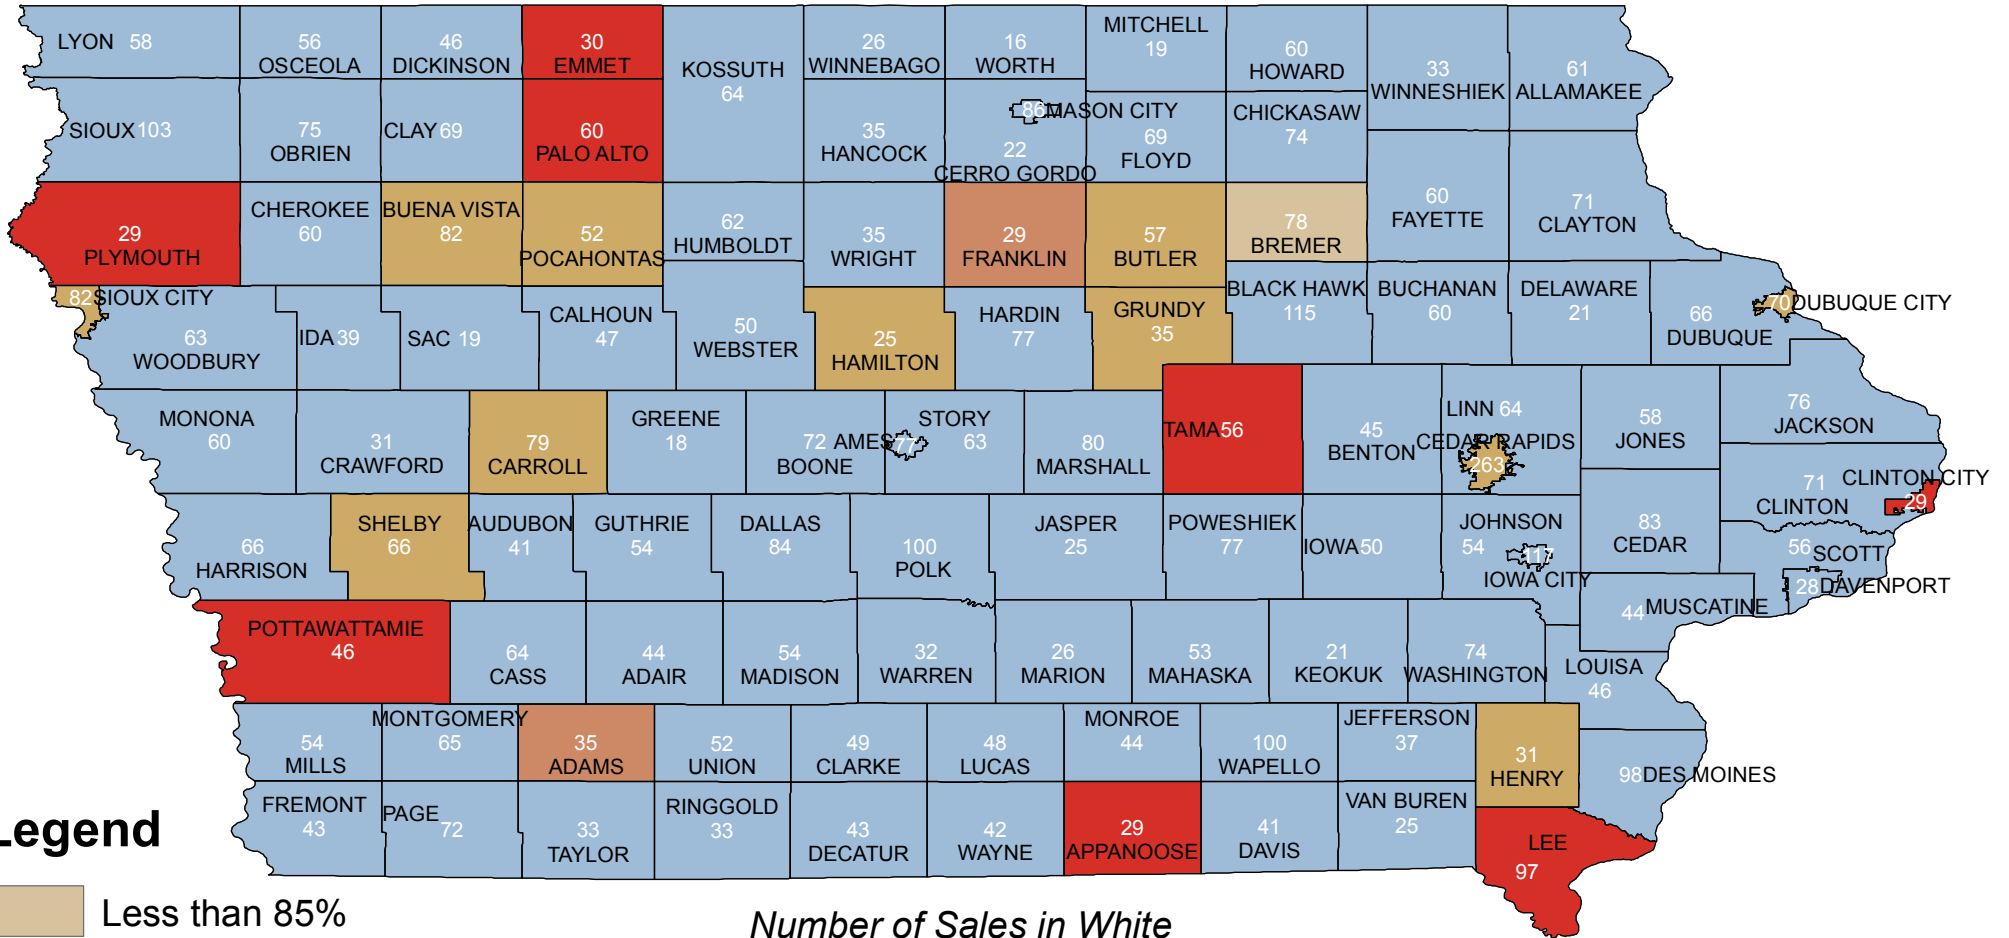 LYON 58
56
OSCEOLA
46
DICKINSON
30
EMMET
KOSSUTH
64
26
WINNEBAGO
16
WORTH
MITCHELL
19
60
HOWARD
33
WINNESHIEK
61
ALLAMAKEE
SIOUX 103
75
OBRIEN
CLAY 69
60
PALO ALTO
35
HANCOCK
86 MASON CITY
22
CERRO GORDO
69
FLOYD
CHICKASAW
74
29
PLYMOUTH
CHEROKEE
60
BUENA VISTA
82
52
POCAHONTAS
62
HUMBOLDT
35
WRIGHT
29
FRANKLIN
57
BUTLER
78
BREMER
60
FAYETTE
71
CLAYTON
82 SIOUX CITY
63
WOODBURY
IDA 39
SAC 19
CALHOUN
47
50
WEBSTER
25
HAMILTON
HARDIN
77
GRUNDY
35
BLACK HAWK
115
BUCHANAN
60
DELAWARE
21
66
DUBUQUE
70 DUBUQUE CITY
MONONA
60
31
CRAWFORD
79
CARROLL
GREENE
18
72
BOONE
AMES 77
STORY
63
80
MARSHALL
TAMA 56
45
BENTON
LINN 64
CEDAR RAPIDS
263
58
JONES
76
JACKSON
71
CLINTON
CLINTON CITY
29
66
HARRISON
SHELBY
66
AUDUBON
41
GUTHRIE
54
DALLAS
84
100
POLK
JASPER
25
POWESHIEK
77
IOWA 50
JOHNSON
54
117
IOWA CITY
83
CEDAR
56 SCOTT
28 DAVENPORT
44 MUSCATINE
POTTAWATTAMIE
46
64
CASS
44
ADAIR
54
MADISON
32
WARREN
26
MARION
53
MAHASKA
21
KEOKUK
74
WASHINGTON
LOUISA
46
54
MILLS
MONTGOMERY
65
35
ADAMS
52
UNION
49
CLARKE
48
LUCAS
MONROE
44
100
WAPELLO
JEFFERSON
37
31
HENRY
98 DES MOINES
FREMONT
43
PAGE
72
33
TAYLOR
RINGGOLD
33
43
DECATUR
42
WAYNE
29
APPANOOSE
41
DAVIS
VAN BUREN
25
LEE
97
Legend
Less than 85%
Number of Sales in White